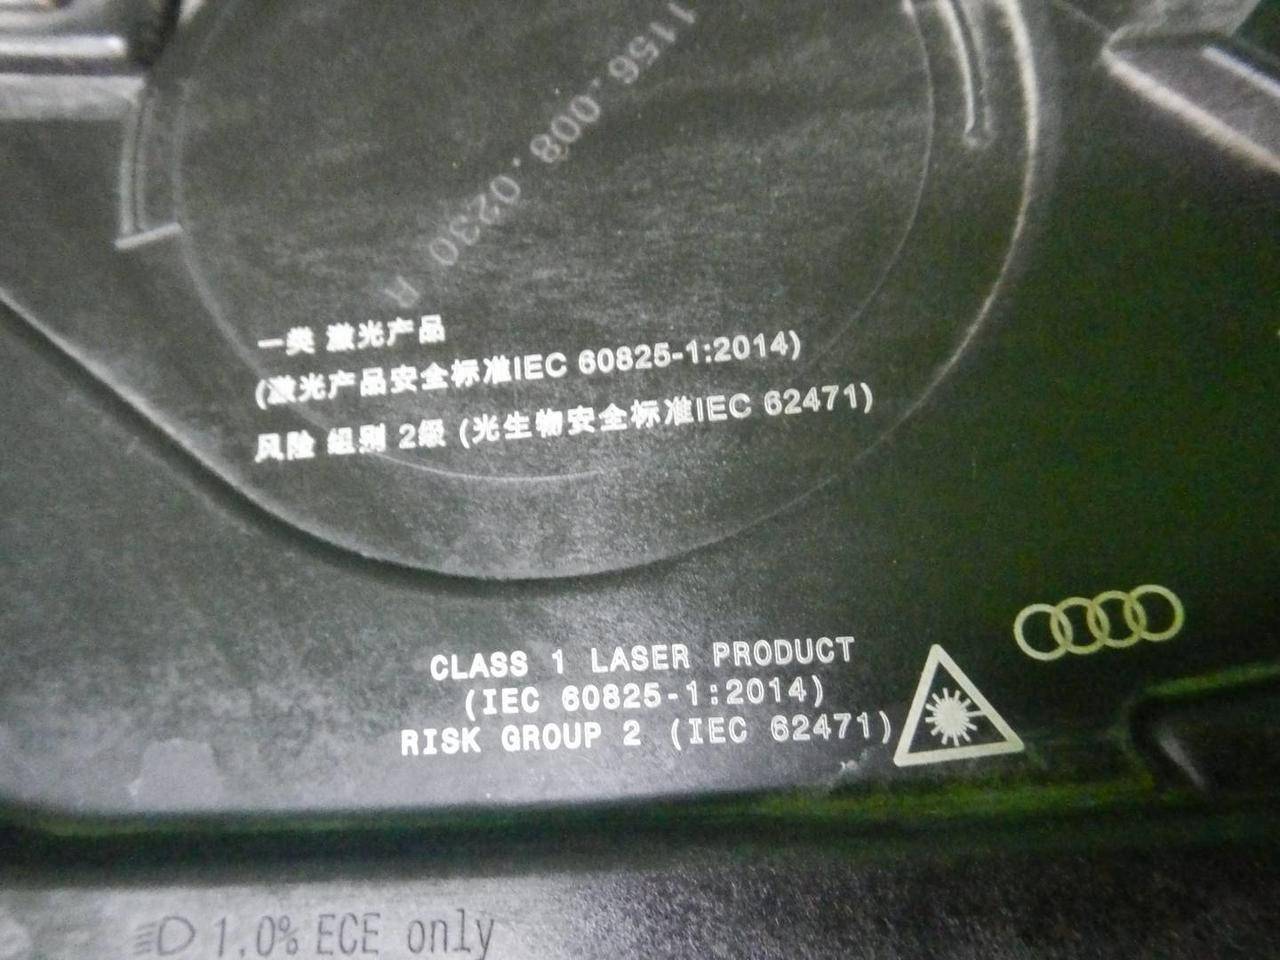 1156.008.0230 A
一类 激光产品
(激光产品安全标准IEC 60825-1:2014)
风险 组别 2级 (光生物安全标准IEC 62471)
CLASS 1 LASER PRODUCT
(IEC 60825-1:2014)
RISK GROUP 2 (IEC 62471)
1.0% ECE only